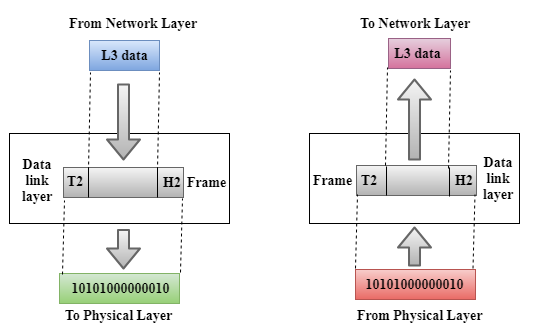 From Network Layer
L3 data
Data
link
layer
T2
H2
Frame
10101000000010
To Physical Layer
To Network Layer
L3 data
Frame
T2
H2
Data
link
layer
10101000000010
From Physical Layer